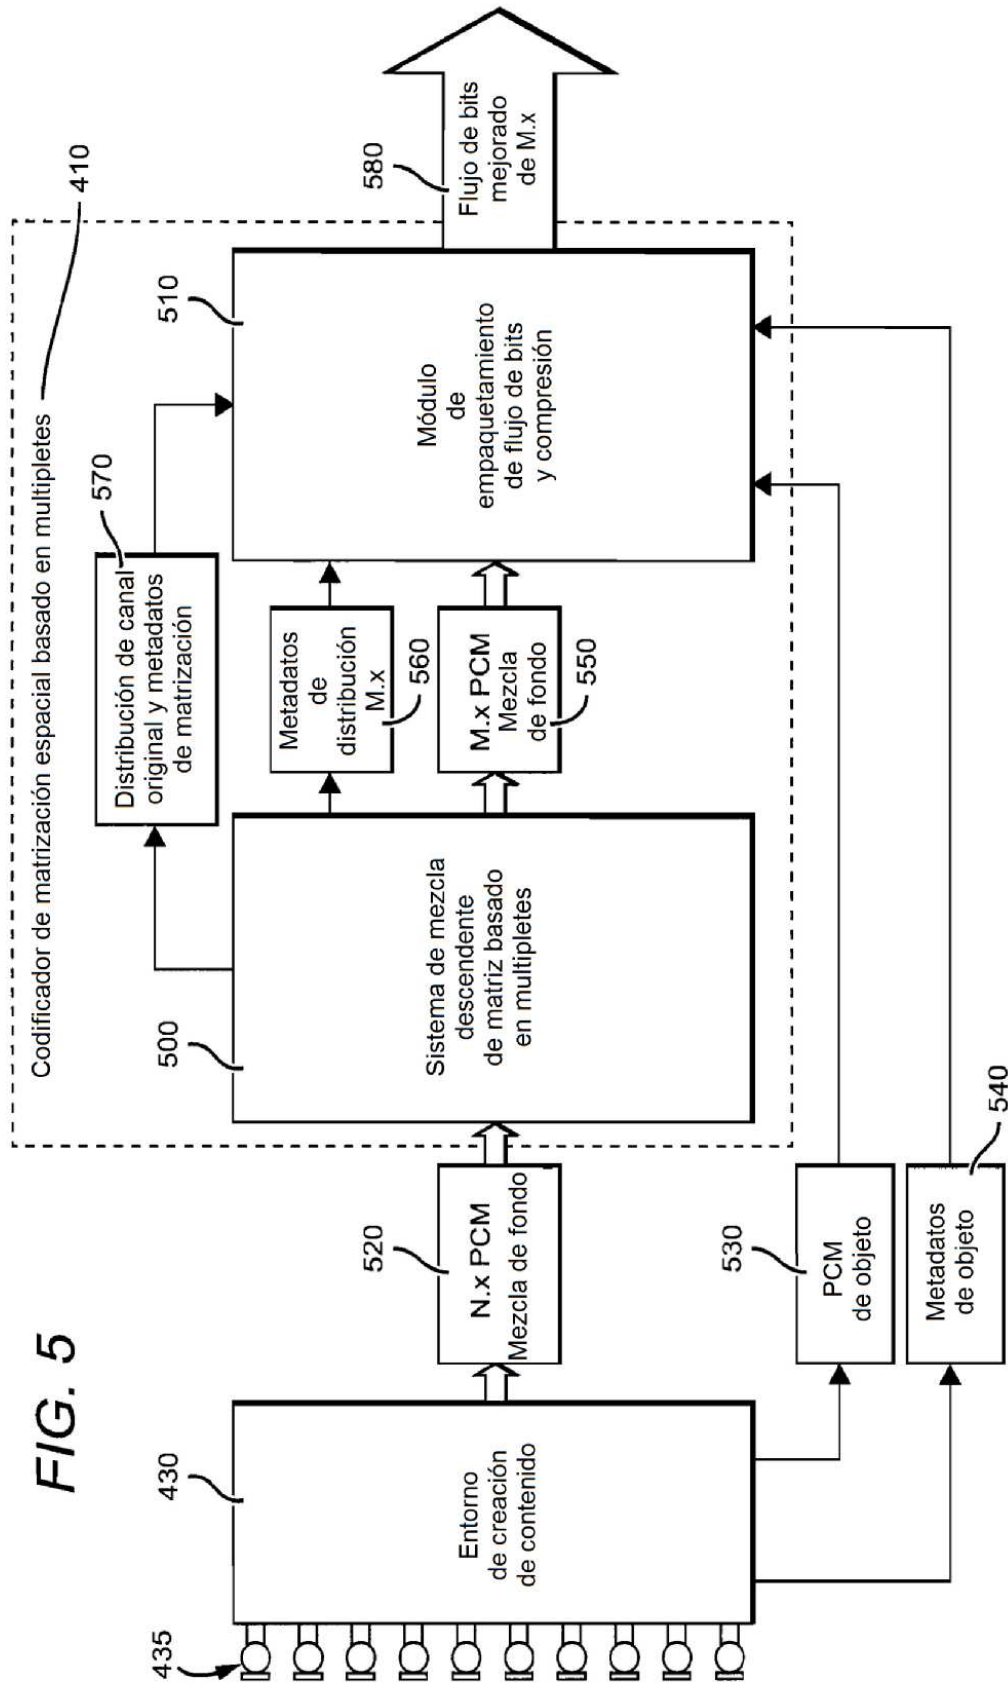 FIG. 5
435
430
Entorno
de creación
de contenido
520
N.x PCM
Mezcla de fondo
530
PCM
de objeto
540
Metadatos
de objeto
Codificador de matrización espacial basado en multipletes
410
500
Sistema de mezcla
descendente
de matriz basado
en multipletes
570
Distribución de canal
original y metadatos
de matrización
Metadatos
de
distribución
M.x
560
M.x PCM
Mezcla
de fondo
550
510
Módulo
de
empaquetamiento
de flujo de bits
y compresión
580
Flujo de bits
mejorado
de M.x